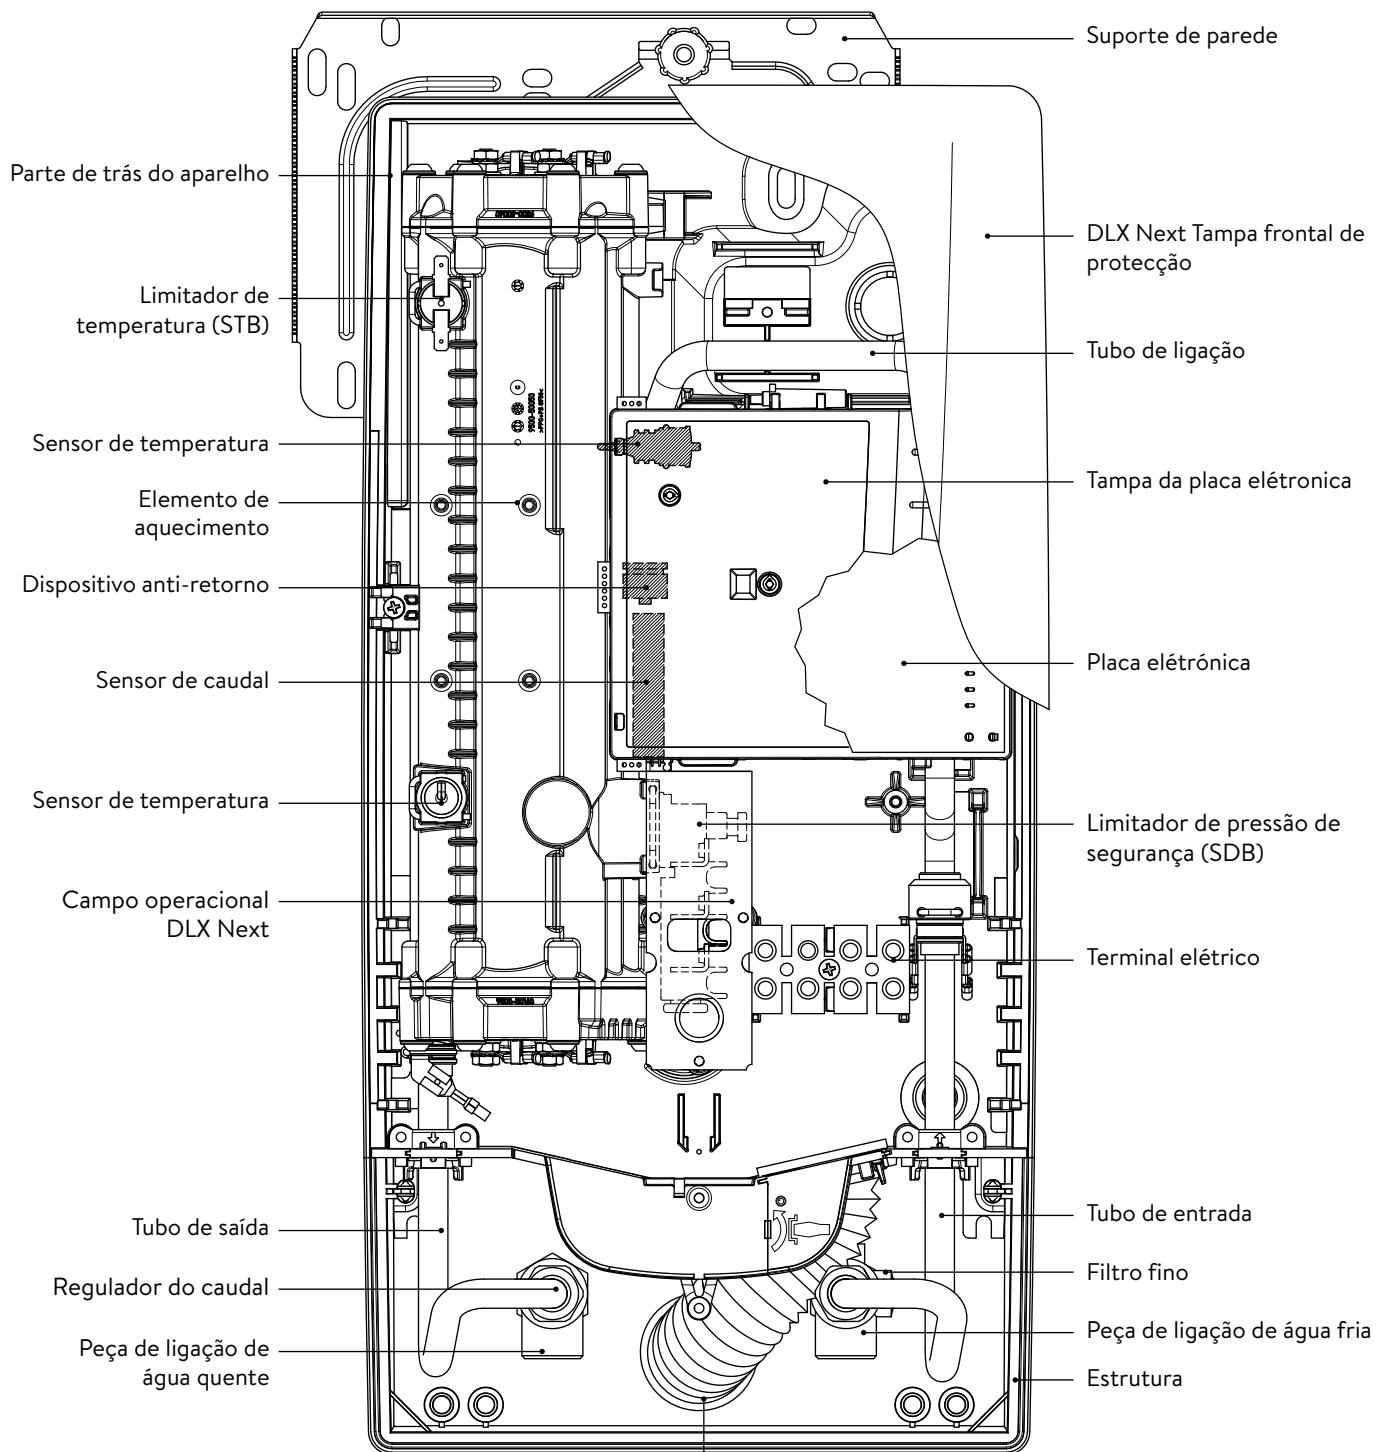 Suporte de parede
Parte de trás do aparelho
DLX Next Tampa frontal de
protecção
Limitador de
temperatura (STB)
Tubo de ligação
Sensor de temperatura
Tampa da placa elétronica
Elemento de
aquecimento
Dispositivo anti-retorno
Placa elétrónica
Sensor de caudal
Sensor de temperatura
Limitador de pressão de
segurança (SDB)
Campo operacional
DLX Next
Terminal elétrico
Tubo de saída
Tubo de entrada
Regulador do caudal
Filtro fino
Peça de ligação de
água quente
Peça de ligação de água fria
Estrutura